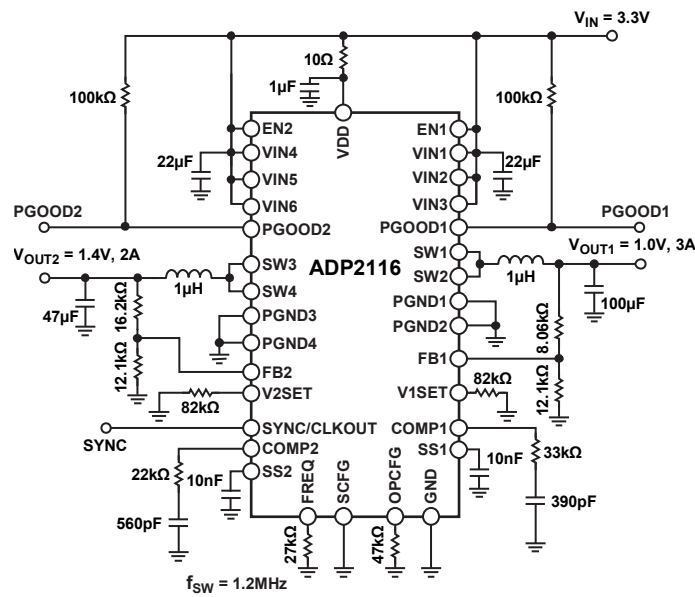 VIN = 3.3V
10Ω
1µF
100kΩ
100kΩ
VDD
EN2
EN1
VIN4
VIN1
22µF
22µF
VIN5
VIN2
VIN6
VIN3
PGOOD2
PGOOD1
PGOOD2
PGOOD1
VOUT2 = 1.4V, 2A
SW3
ADP2116
SW1
VOUT1 = 1.0V, 3A
1µH
SW4
SW2
1µH
47µF
16.2kΩ
PGND3
PGND1
100µF
8.06kΩ
PGND4
PGND2
12.1kΩ
FB2
FB1
12.1kΩ
V2SET
V1SET
82kΩ
82kΩ
SYNC
SYNC/CLKOUT
COMP1
COMP2
SS1
22kΩ
10nF
SS2
10nF
33kΩ
FREQ
SCFG
OPCFG
GND
560pF
390pF
27kΩ
47kΩ
fSW = 1.2MHz